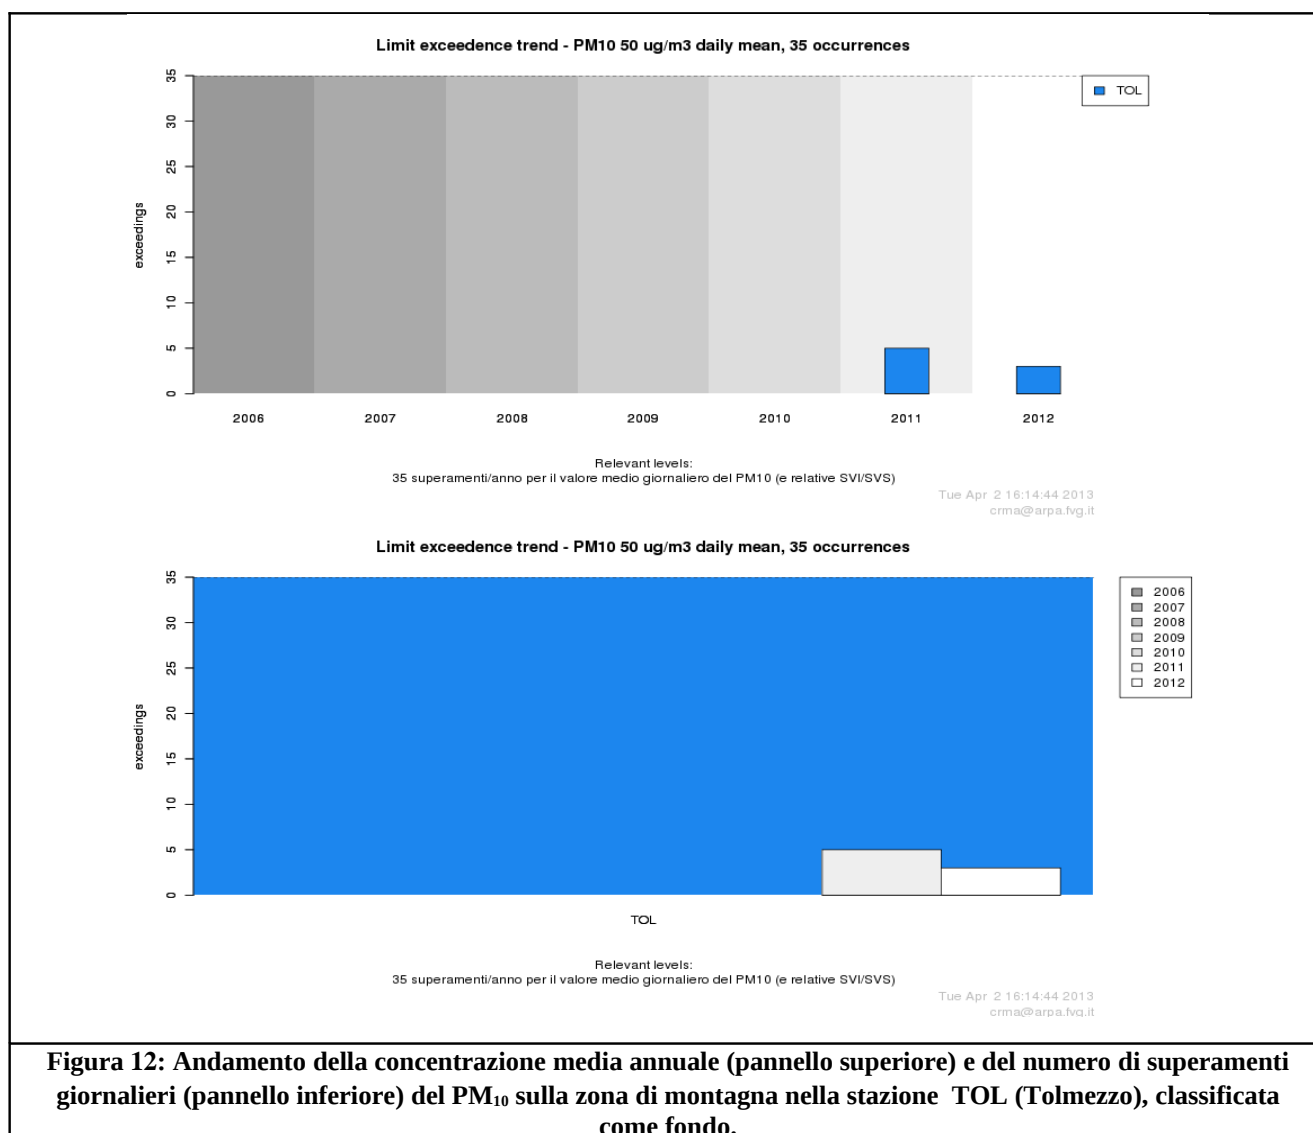 Limit exceedence trend - PM10 50 ug/m3 daily mean, 35 occurrences
35
30
25
20
15
10
5
0
exceedings
TOL
2006 2007 2008 2009 2010 2011 2012
Relevant levels:
35 superamenti/anno per il valore medio giornaliero del PM10 (e relative SVI/SVS)
Tue Apr 2 16:14:44 2013
crma@arpa.fvg.it
Limit exceedence trend - PM10 50 ug/m3 daily mean, 35 occurrences
35
30
25
20
15
10
5
0
exceedings
2006
2007
2008
2009
2010
2011
2012
TOL
Relevant levels:
35 superamenti/anno per il valore medio giornaliero del PM10 (e relative SVI/SVS)
Tue Apr 2 16:14:44 2013
crma@arpa.fvg.it
Figura 12: Andamento della concentrazione media annuale (pannello superiore) e del numero di superamenti
giornalieri (pannello inferiore) del PM₁₀ sulla zona di montagna nella stazione TOL (Tolmezzo), classificata
come fondo.